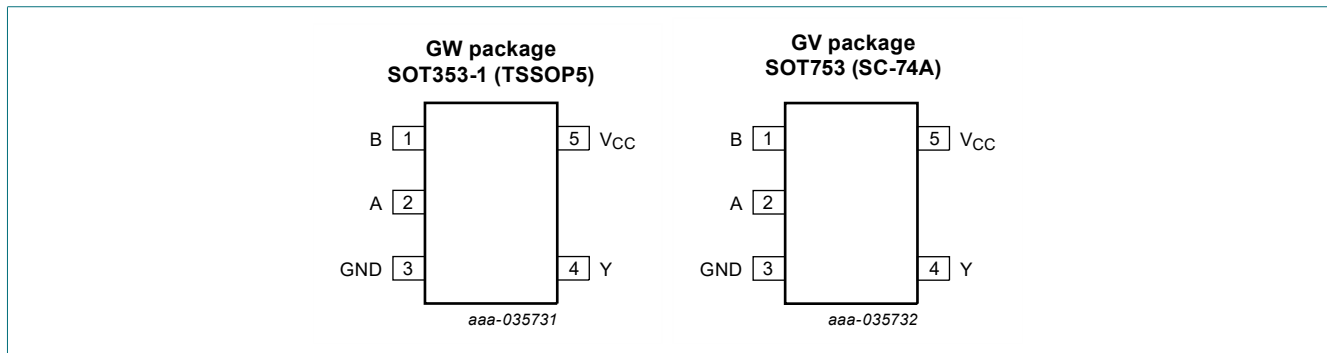 GW package
SOT353-1 (TSSOP5)
B 1 5 VCC
A 2
GND 3 4 Y
aaa-035731
GV package
SOT753 (SC-74A)
B 1 5 VCC
A 2
GND 3 4 Y
aaa-035732